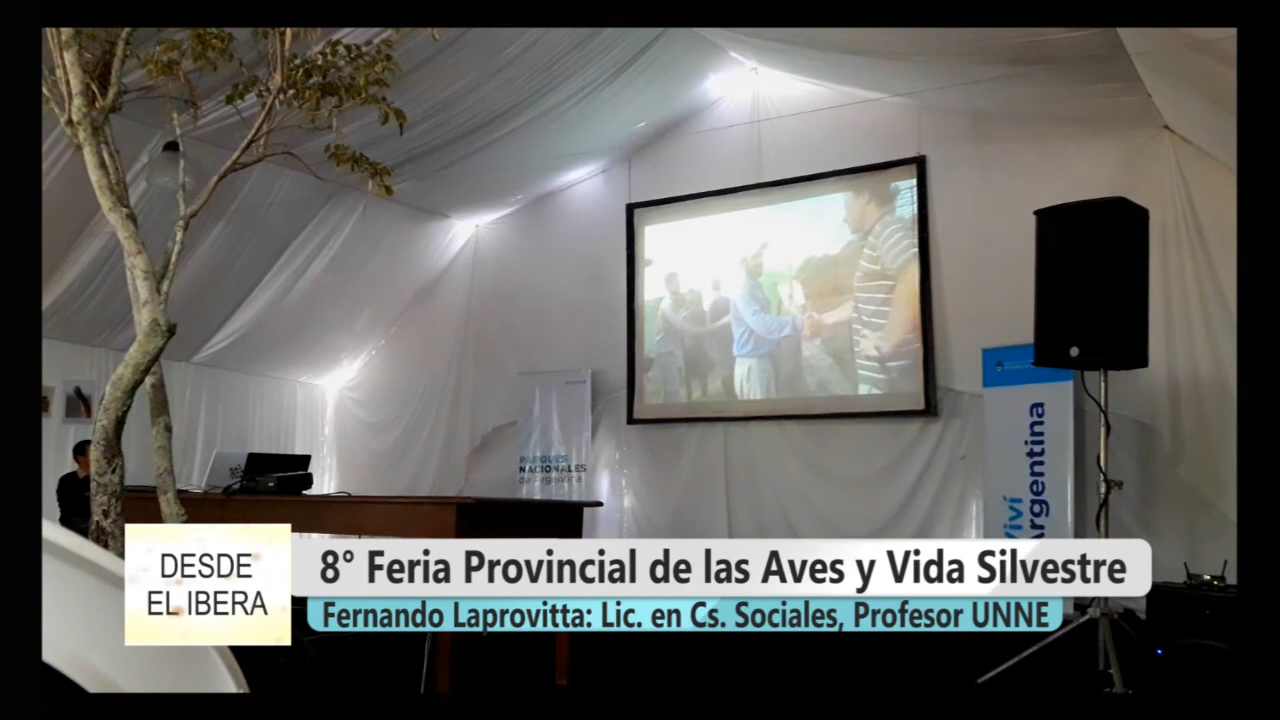 PARQUES
NACIONALES
de Argentina
Viví
Argentina
DESDE
EL IBERA
8° Feria Provincial de las Aves y Vida Silvestre
Fernando Laprovitta: Lic. en Cs. Sociales, Profesor UNNE